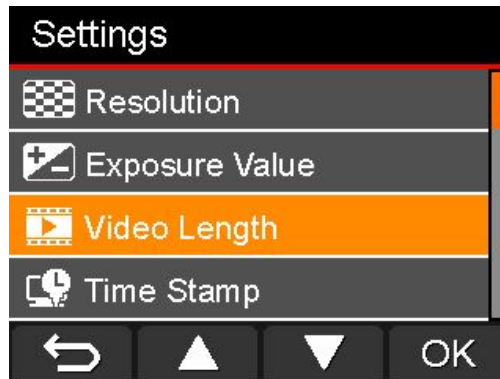 Settings
Resolution
Exposure Value
Video Length
Time Stamp
OK